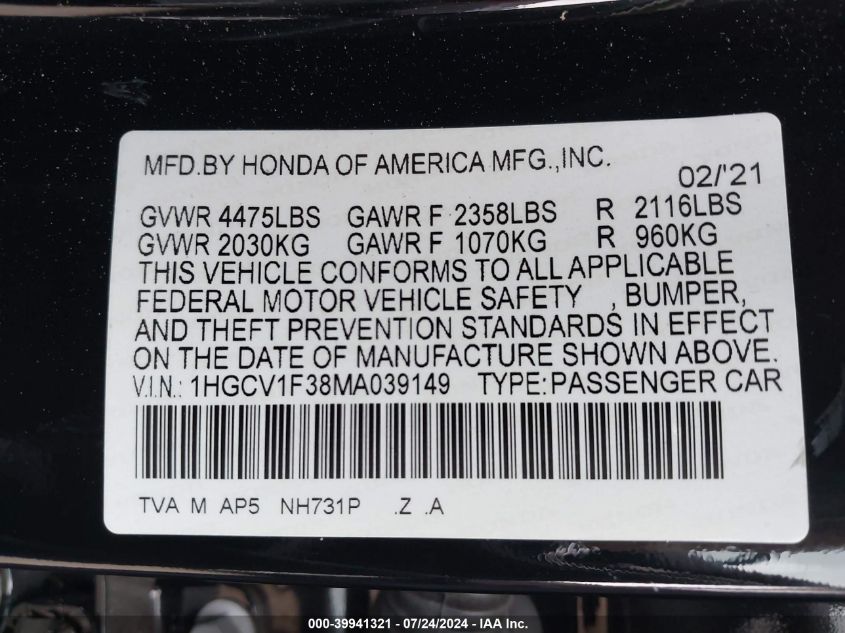 MFD.BY HONDA OF AMERICA MFG.,INC.
02/'21
GVWR 4475LBS GAWR F 2358LBS R 2116LBS
GVWR 2030KG GAWR F 1070KG R 960KG
THIS VEHICLE CONFORMS TO ALL APPLICABLE
FEDERAL MOTOR VEHICLE SAFETY , BUMPER,
AND THEFT PREVENTION STANDARDS IN EFFECT
ON THE DATE OF MANUFACTURE SHOWN ABOVE.
V.I.N.: 1HGCV1F38MA039149 TYPE:PASSENGER CAR
TVA M AP5 NH731P .Z .A
000-39941321 / 07/24/2024 - IAA Inc.